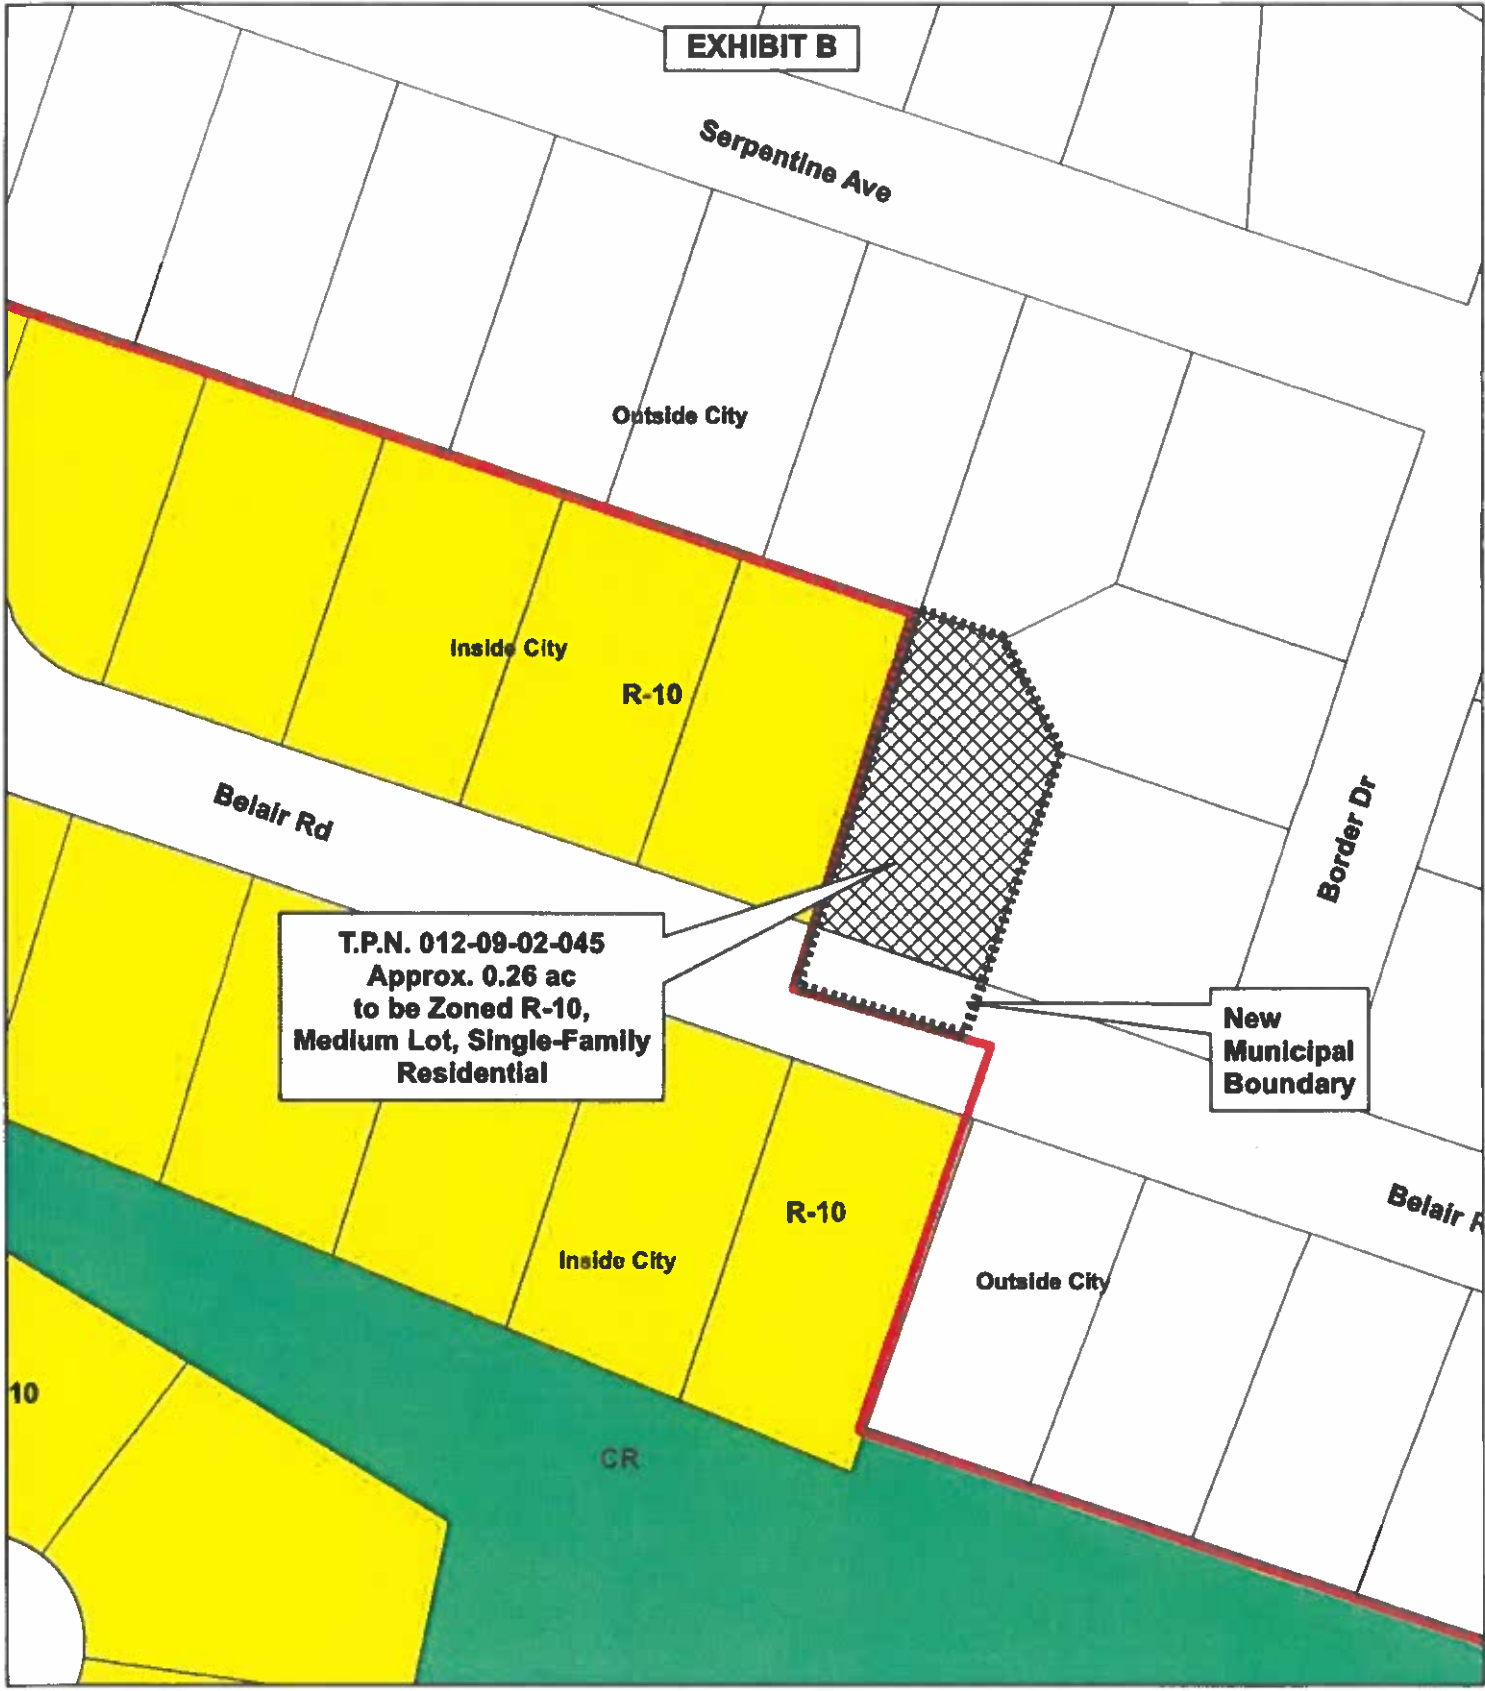 EXHIBIT B
Serpentine Ave
Outside City
Inside City
R-10
Belair Rd
Border Dr
T.P.N. 012-09-02-045
Approx. 0.26 ac
to be Zoned R-10,
Medium Lot, Single-Family
Residential
New
Municipal
Boundary
Belair R
R-10
Inside City
Outside City
10
CR